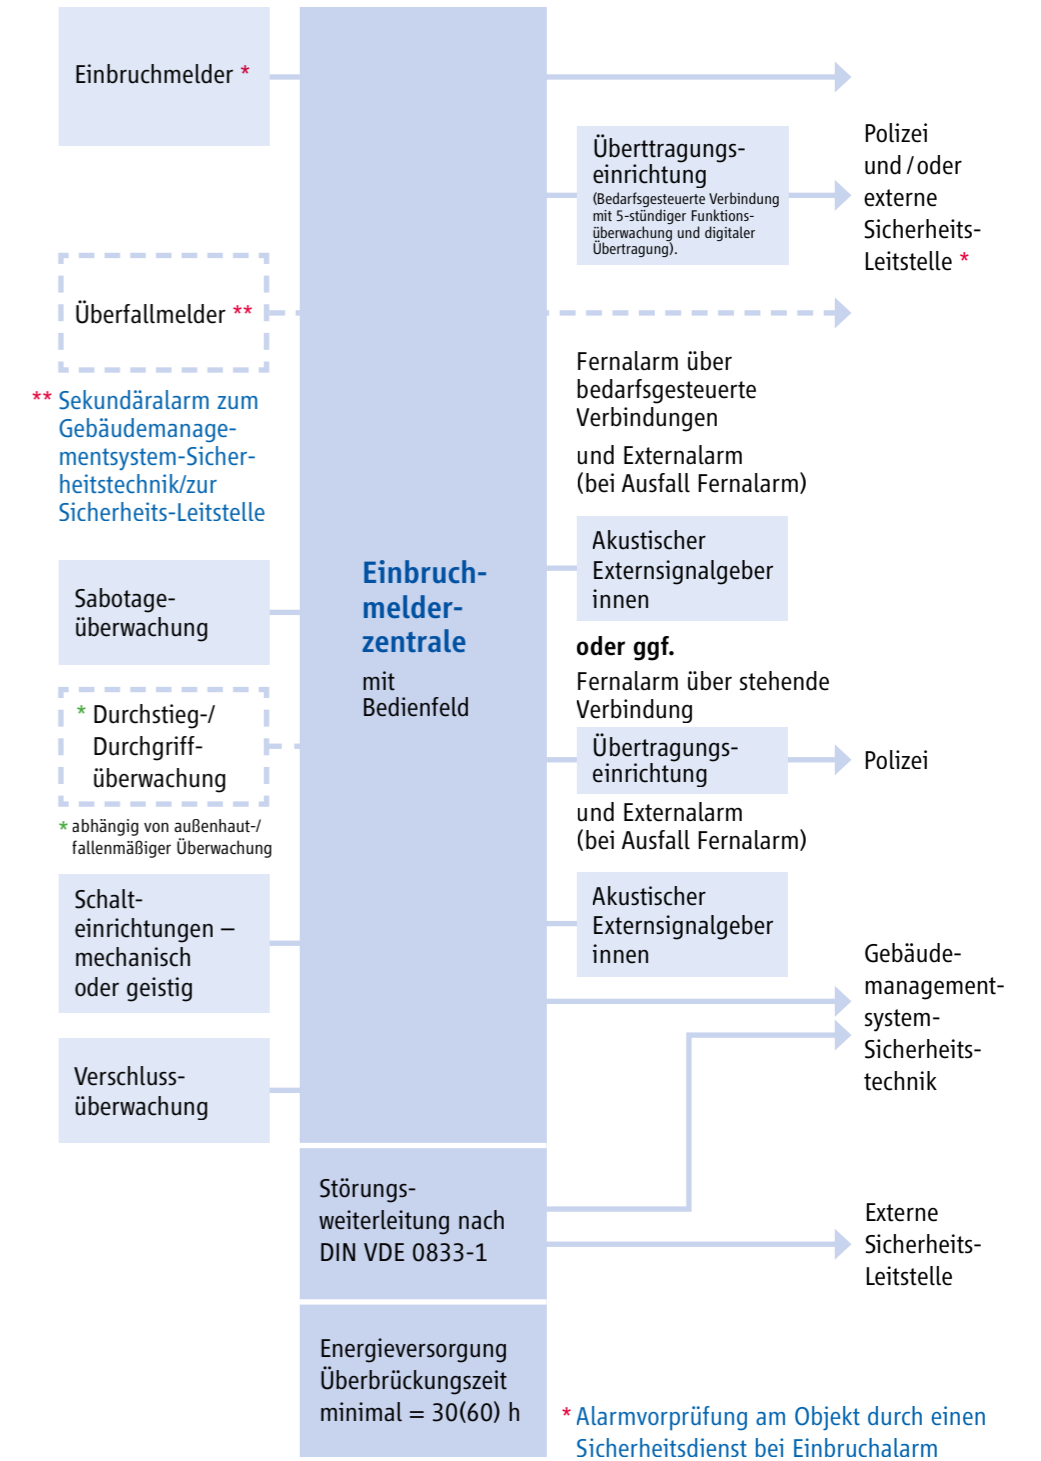 Einbruchmelder *
Überttragungs-
einrichtung
(Bedarfsgesteuerte Verbindung
mit 5-stündiger Funktions-
überwachung und digitaler
Übertragung).
Polizei
und/oder
externe
Sicherheits-
Leitstelle *
Überfallmelder **
** Sekundäralarm zum
Gebäudemanage-
mentsystem-Sicher-
heitstechnik/zur
Sicherheits-Leitstelle
Fernalarm über
bedarfsgesteuerte
Verbindungen
und Externalarm
(bei Ausfall Fernalarm)
Sabotage-
überwachung
Einbruch-
melder-
zentrale
mit
Bedienfeld
Akustischer
Externsignalgeber
innen
oder ggf.
Fernalarm über stehende
Verbindung
* Durchstieg-/
Durchgriff-
überwachung
* abhängig von außenhaut-/
fallenmäßiger Überwachung
Übertragungs-
einrichtung
Polizei
und Externalarm
(bei Ausfall Fernalarm)
Schalt-
einrichtungen –
mechanisch
oder geistig
Akustischer
Externsignalgeber
innen
Gebäude-
management-
system-
Sicherheits-
technik
Verschluss-
überwachung
Störungs-
weiterleitung nach
DIN VDE 0833-1
Externe
Sicherheits-
Leitstelle
Energieversorgung
Überbrückungszeit
minimal = 30(60) h
* Alarmvorprüfung am Objekt durch einen
Sicherheitsdienst bei Einbruchalarm